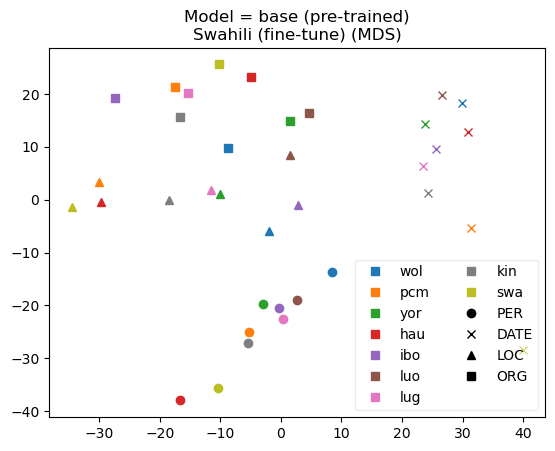 Model = base (pre-trained)
Swahili (fine-tune) (MDS)
20
10
0
−10
−20
−30
−40
wol
pcm
yor
hau
ibo
luo
lug
kin
swa
PER
DATE
LOC
ORG
−30
−20
−10
0
10
20
30
40